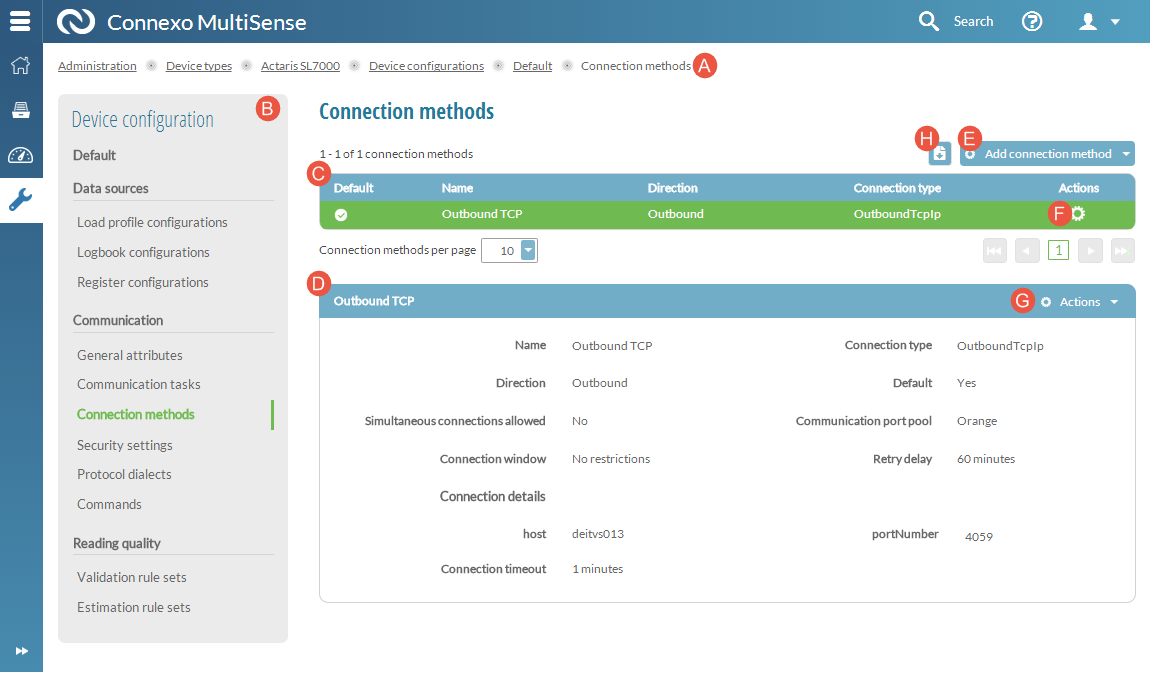 Connexo MultiSense
Search
Administration Device types Actaris SL7000 Device configurations Default Connection methods A
B
Device configuration
Default
Data sources
Load profile configurations
Logbook configurations
Register configurations
Communication
General attributes
Communication tasks
Connection methods
Security settings
Protocol dialects
Commands
Reading quality
Validation rule sets
Estimation rule sets
Connection methods
H E
1 - 1 of 1 connection methods
Add connection method
C
Default Name Direction Connection type Actions
Outbound TCP Outbound OutboundTcpIp F
Connection methods per page 10 1
D
Outbound TCP G Actions
Name Outbound TCP Connection type OutboundTcpIp
Direction Outbound Default Yes
Simultaneous connections allowed No Communication port pool Orange
Connection window No restrictions Retry delay 60 minutes
Connection details
host deitvs013 portNumber 4059
Connection timeout 1 minutes